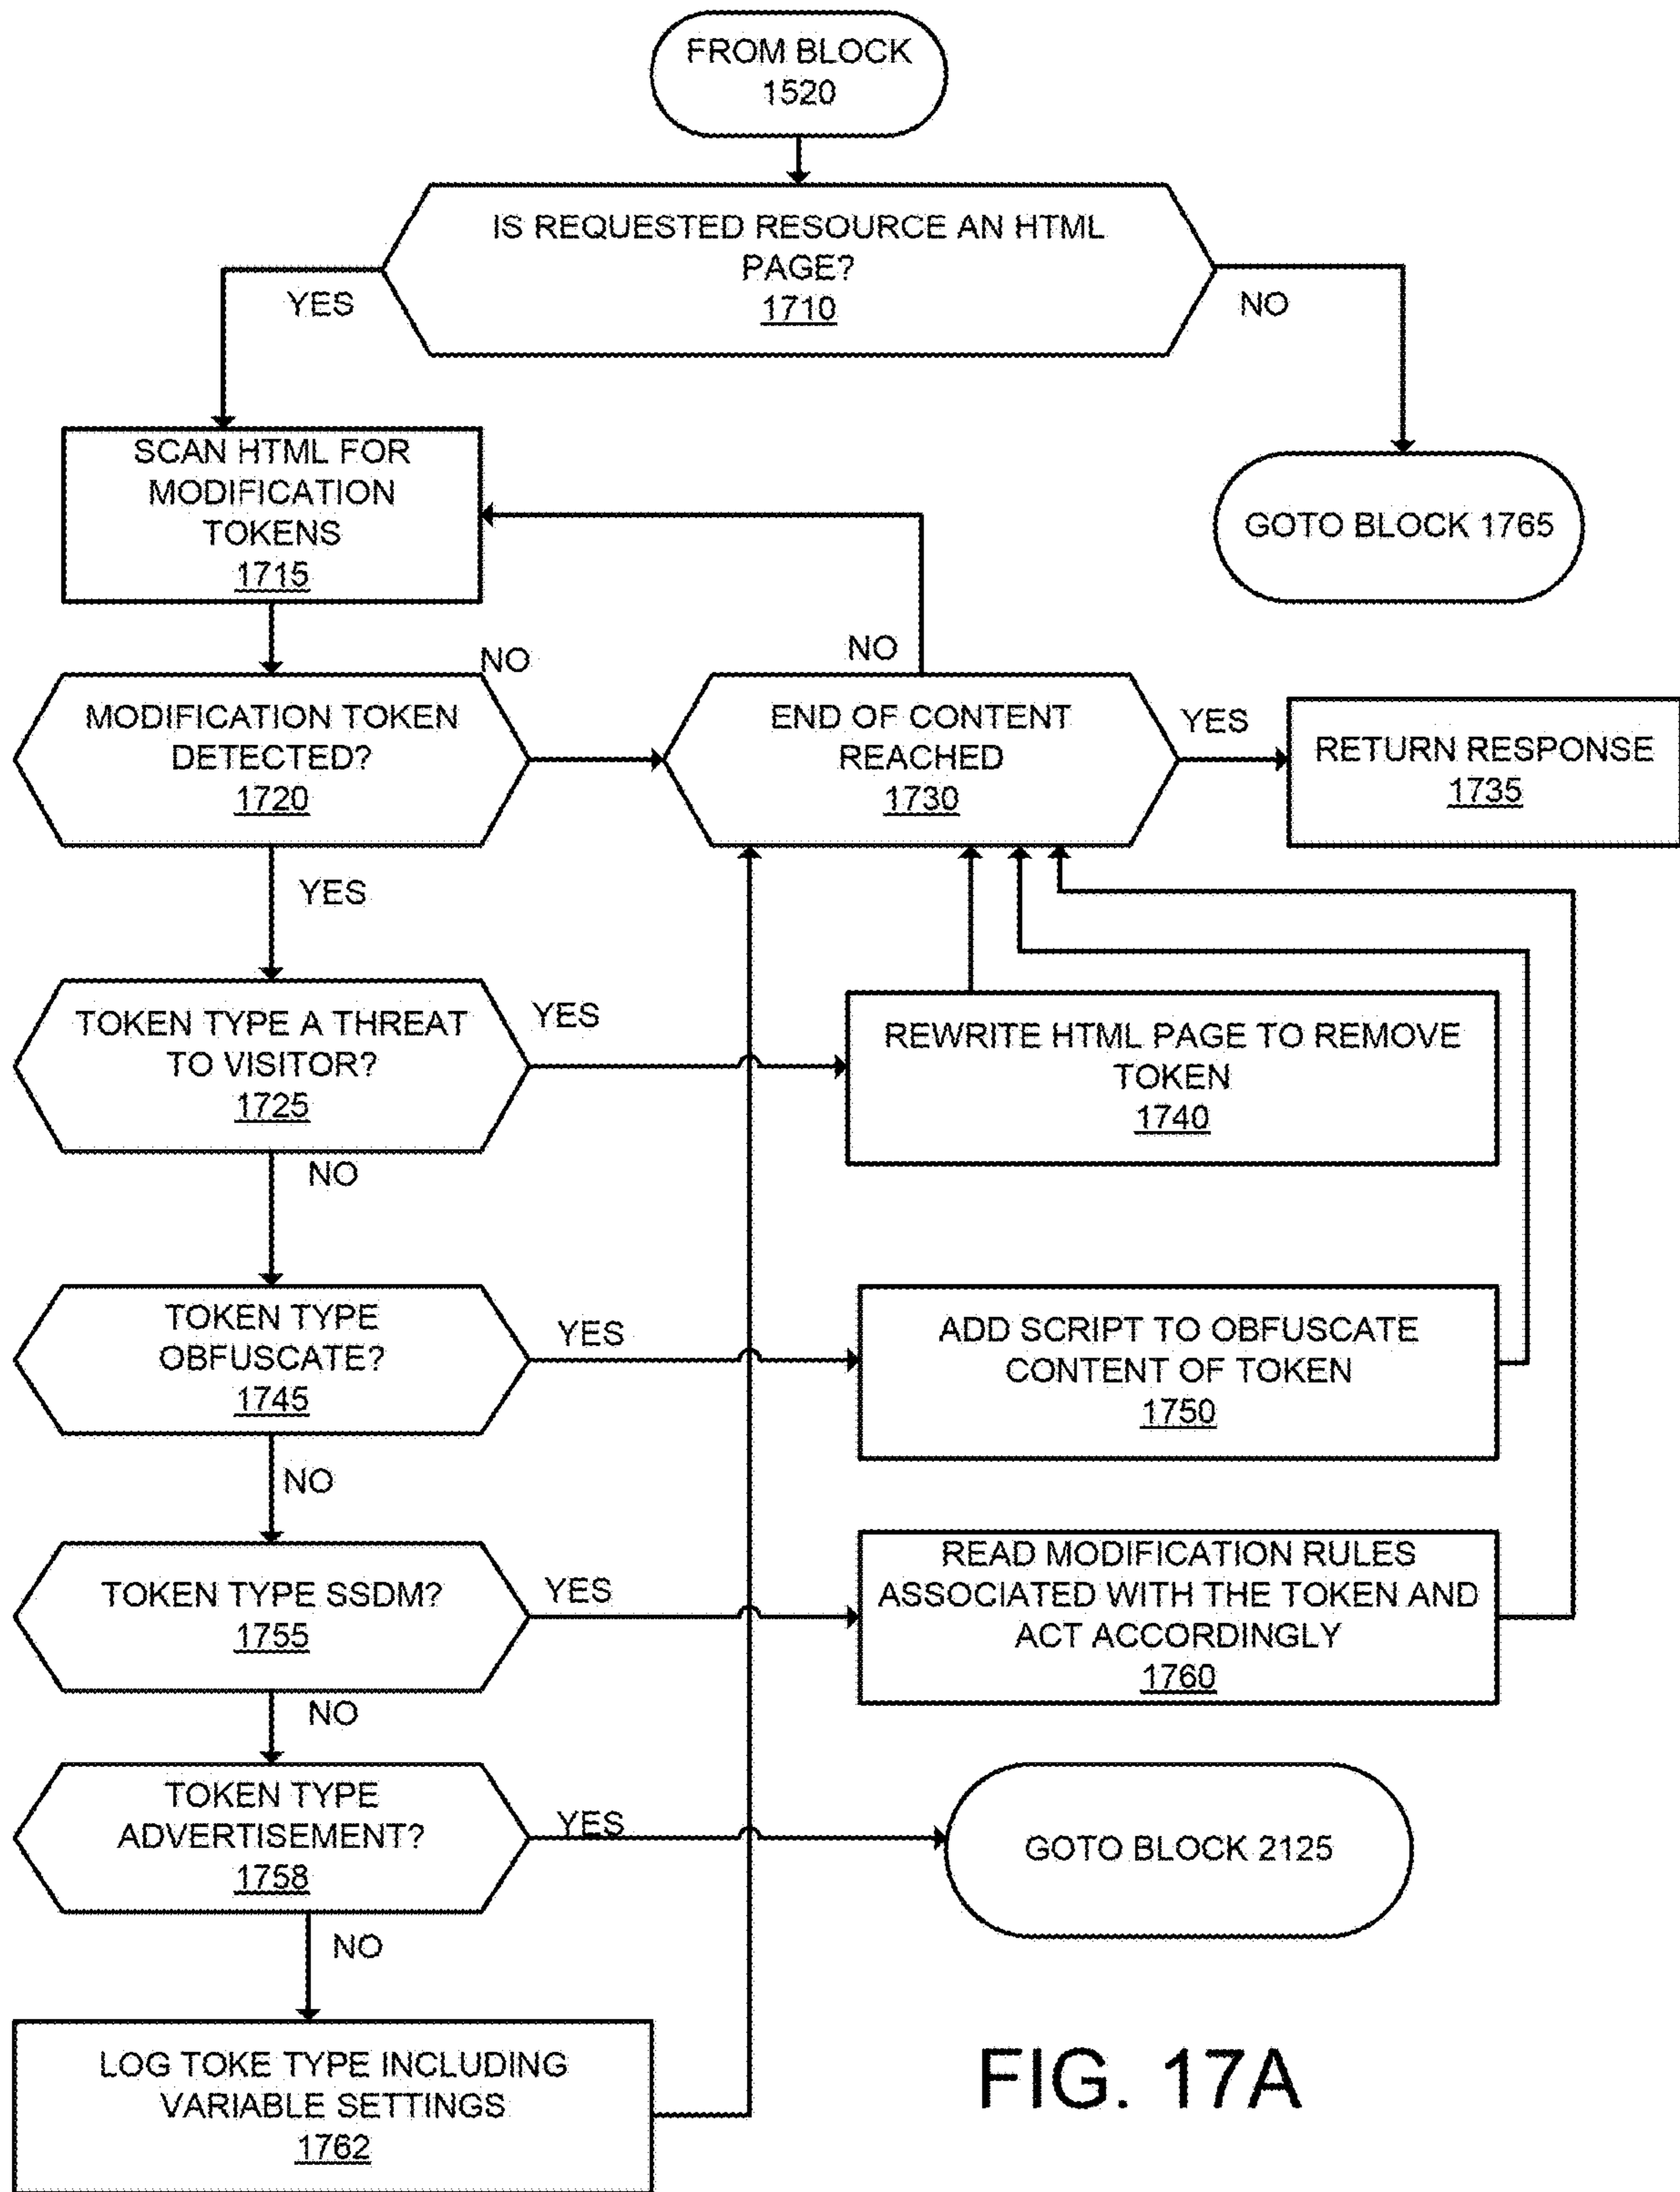 FROM BLOCK
1520
IS REQUESTED RESOURCE AN HTML
PAGE?
1710
YES
NO
SCAN HTML FOR
MODIFICATION
TOKENS
1715
GOTO BLOCK 1765
NO
NO
MODIFICATION TOKEN
DETECTED?
1720
END OF CONTENT
REACHED
1730
YES
RETURN RESPONSE
1735
YES
TOKEN TYPE A THREAT
TO VISITOR?
1725
YES
REWRITE HTML PAGE TO REMOVE
TOKEN
1740
NO
TOKEN TYPE
OBFUSCATE?
1745
YES
ADD SCRIPT TO OBFUSCATE
CONTENT OF TOKEN
1750
NO
TOKEN TYPE SSDM?
1755
YES
READ MODIFICATION RULES
ASSOCIATED WITH THE TOKEN AND
ACT ACCORDINGLY
1760
NO
TOKEN TYPE
ADVERTISEMENT?
1758
YES
GOTO BLOCK 2125
NO
LOG TOKE TYPE INCLUDING
VARIABLE SETTINGS
1762
FIG. 17A